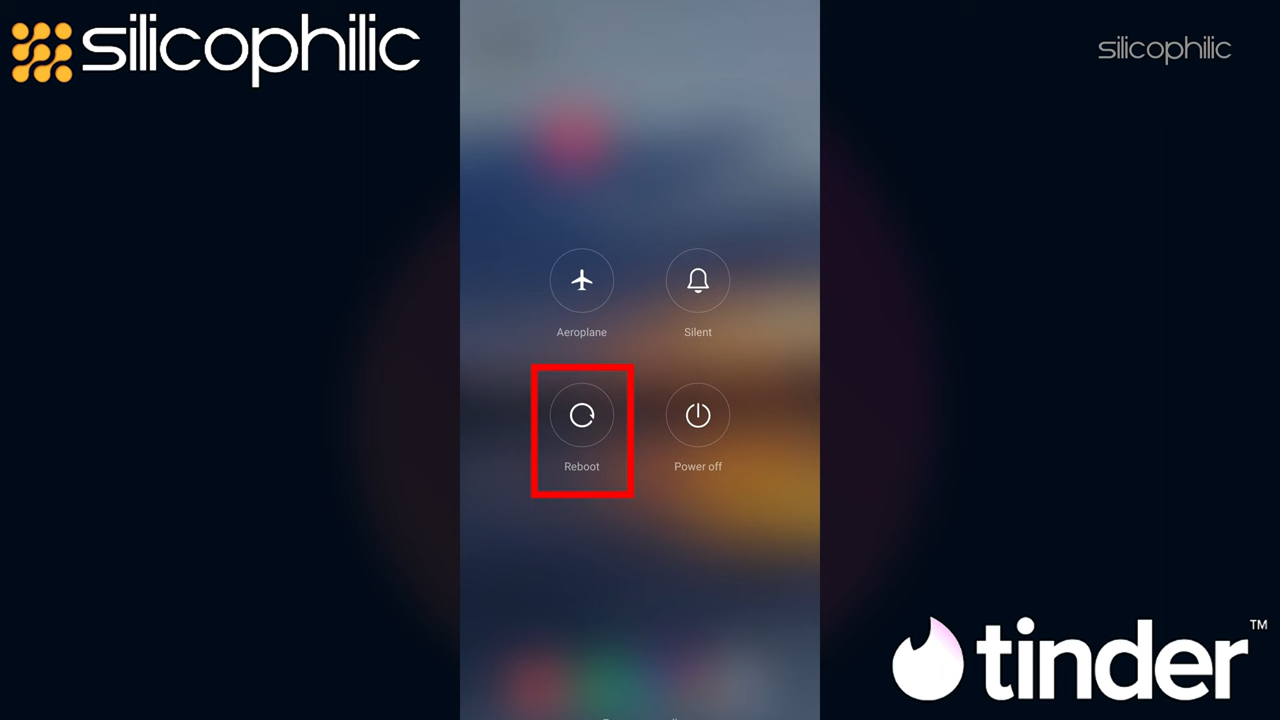 silicophilic
silicophilic
Aeroplane
Silent
Reboot
Power off
tinder™